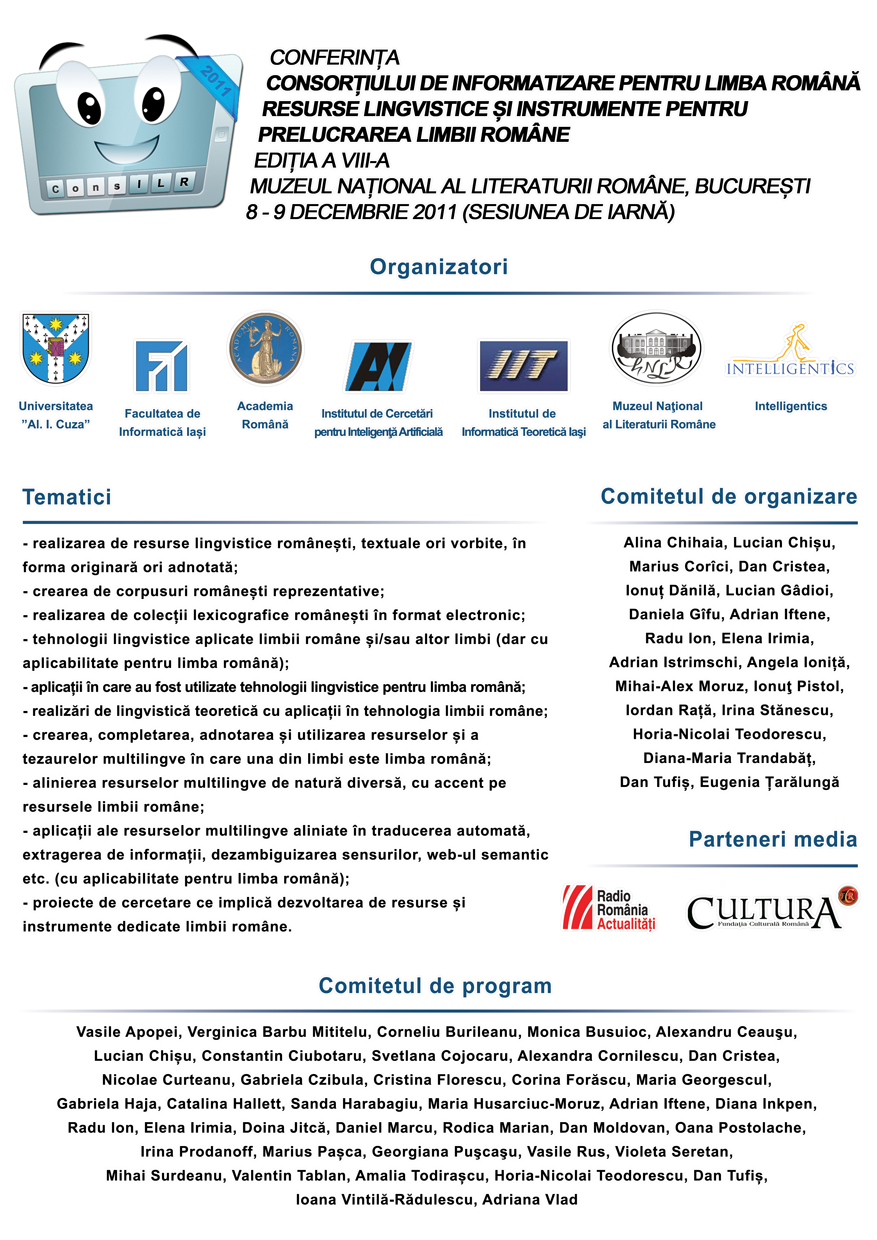 2011
ConsILR
CONFERINȚA
CONSORȚIULUI DE INFORMATIZARE PENTRU LIMBA ROMÂNĂ
RESURSE LINGVISTICE ȘI INSTRUMENTE PENTRU
PRELUCRAREA LIMBII ROMÂNE
EDIȚIA A VIII-A
MUZEUL NAȚIONAL AL LITERATURII ROMÂNE, BUCUREȘTI
8 - 9 DECEMBRIE 2011 (SESIUNEA DE IARNĂ)
Organizatori
ACADEMIA ROMÂNĂ
IIT
MNLR
INTELLIGENTICS
Universitatea
”Al. I. Cuza”
Facultatea de
Informatică Iași
Academia
Română
Institutul de Cercetări
pentru Inteligenţă Artificială
Institutul de
Informatică Teoretică Iaşi
Muzeul Naţional
al Literaturii Române
Intelligentics
Tematici
- realizarea de resurse lingvistice românești, textuale ori vorbite, în
forma originară ori adnotată;
- crearea de corpusuri românești reprezentative;
- realizarea de colecții lexicografice românești în format electronic;
- tehnologii lingvistice aplicate limbii române și/sau altor limbi (dar cu
aplicabilitate pentru limba română);
- aplicații în care au fost utilizate tehnologii lingvistice pentru limba română;
- realizări de lingvistică teoretică cu aplicații în tehnologia limbii române;
- crearea, completarea, adnotarea și utilizarea resurselor și a
tezaurelor multilingve în care una din limbi este limba română;
- alinierea resurselor multilingve de natură diversă, cu accent pe
resursele limbii române;
- aplicații ale resurselor multilingve aliniate în traducerea automată,
extragerea de informații, dezambiguizarea sensurilor, web-ul semantic
etc. (cu aplicabilitate pentru limba română);
- proiecte de cercetare ce implică dezvoltarea de resurse și
instrumente dedicate limbii române.
Comitetul de organizare
Alina Chihaia, Lucian Chișu,
Marius Corîci, Dan Cristea,
Ionuț Dănilă, Lucian Gâdioi,
Daniela Gîfu, Adrian Iftene,
Radu Ion, Elena Irimia,
Adrian Istrimschi, Angela Ioniță,
Mihai-Alex Moruz, Ionuţ Pistol,
Iordan Rață, Irina Stănescu,
Horia-Nicolai Teodorescu,
Diana-Maria Trandabăț,
Dan Tufiș, Eugenia Țarălungă
Parteneri media
Radio
România
Actualităţi
CULTURA
Fundaţia Culturală Română
Comitetul de program
Vasile Apopei, Verginica Barbu Mititelu, Corneliu Burileanu, Monica Busuioc, Alexandru Ceauşu,
Lucian Chișu, Constantin Ciubotaru, Svetlana Cojocaru, Alexandra Cornilescu, Dan Cristea,
Nicolae Curteanu, Gabriela Czibula, Cristina Florescu, Corina Forăscu, Maria Georgescul,
Gabriela Haja, Catalina Hallett, Sanda Harabagiu, Maria Husarciuc-Moruz, Adrian Iftene, Diana Inkpen,
Radu Ion, Elena Irimia, Doina Jitcă, Daniel Marcu, Rodica Marian, Dan Moldovan, Oana Postolache,
Irina Prodanoff, Marius Pașca, Georgiana Puşcaşu, Vasile Rus, Violeta Seretan,
Mihai Surdeanu, Valentin Tablan, Amalia Todirașcu, Horia-Nicolai Teodorescu, Dan Tufiș,
Ioana Vintilă-Rădulescu, Adriana Vlad